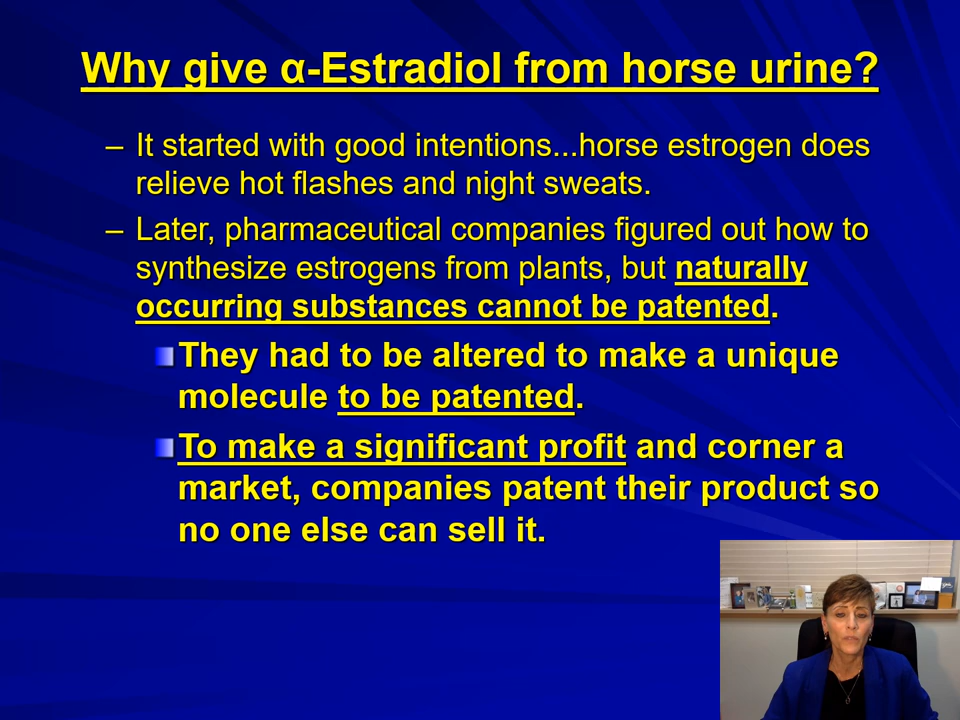 Why give α-Estradiol from horse urine?
– It started with good intentions...horse estrogen does
relieve hot flashes and night sweats.
– Later, pharmaceutical companies figured out how to
synthesize estrogens from plants, but naturally
occurring substances cannot be patented.
They had to be altered to make a unique
molecule to be patented.
To make a significant profit and corner a
market, companies patent their product so
no one else can sell it.